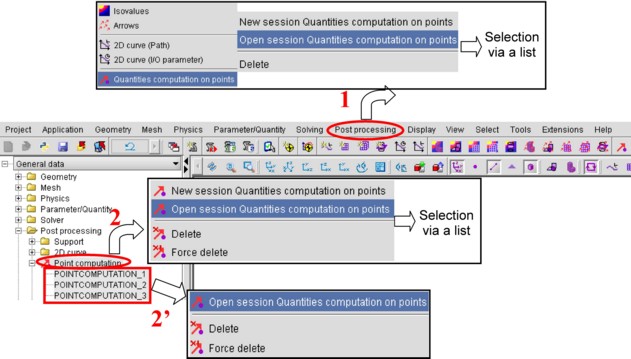 Isovalues
Arrows
2D curve (Path)
2D curve (I/O parameter)
Quantities computation on points
New session Quantities computation on points
Open session Quantities computation on points
Delete
Selection
via a list
1
Project Application Geometry Mesh Physics Parameter/Quantity Solving Post processing Display View Select Tools Extensions Help
General data
Geometry
Mesh
Physics
Parameter/Quantity
Solver
Post processing
Support
2D curve
Point computation
POINTCOMPUTATION_1
POINTCOMPUTATION_2
POINTCOMPUTATION_3
2
New session Quantities computation on points
Open session Quantities computation on points
Delete
Force delete
Selection
via a list
2’
Open session Quantities computation on points
Delete
Force delete